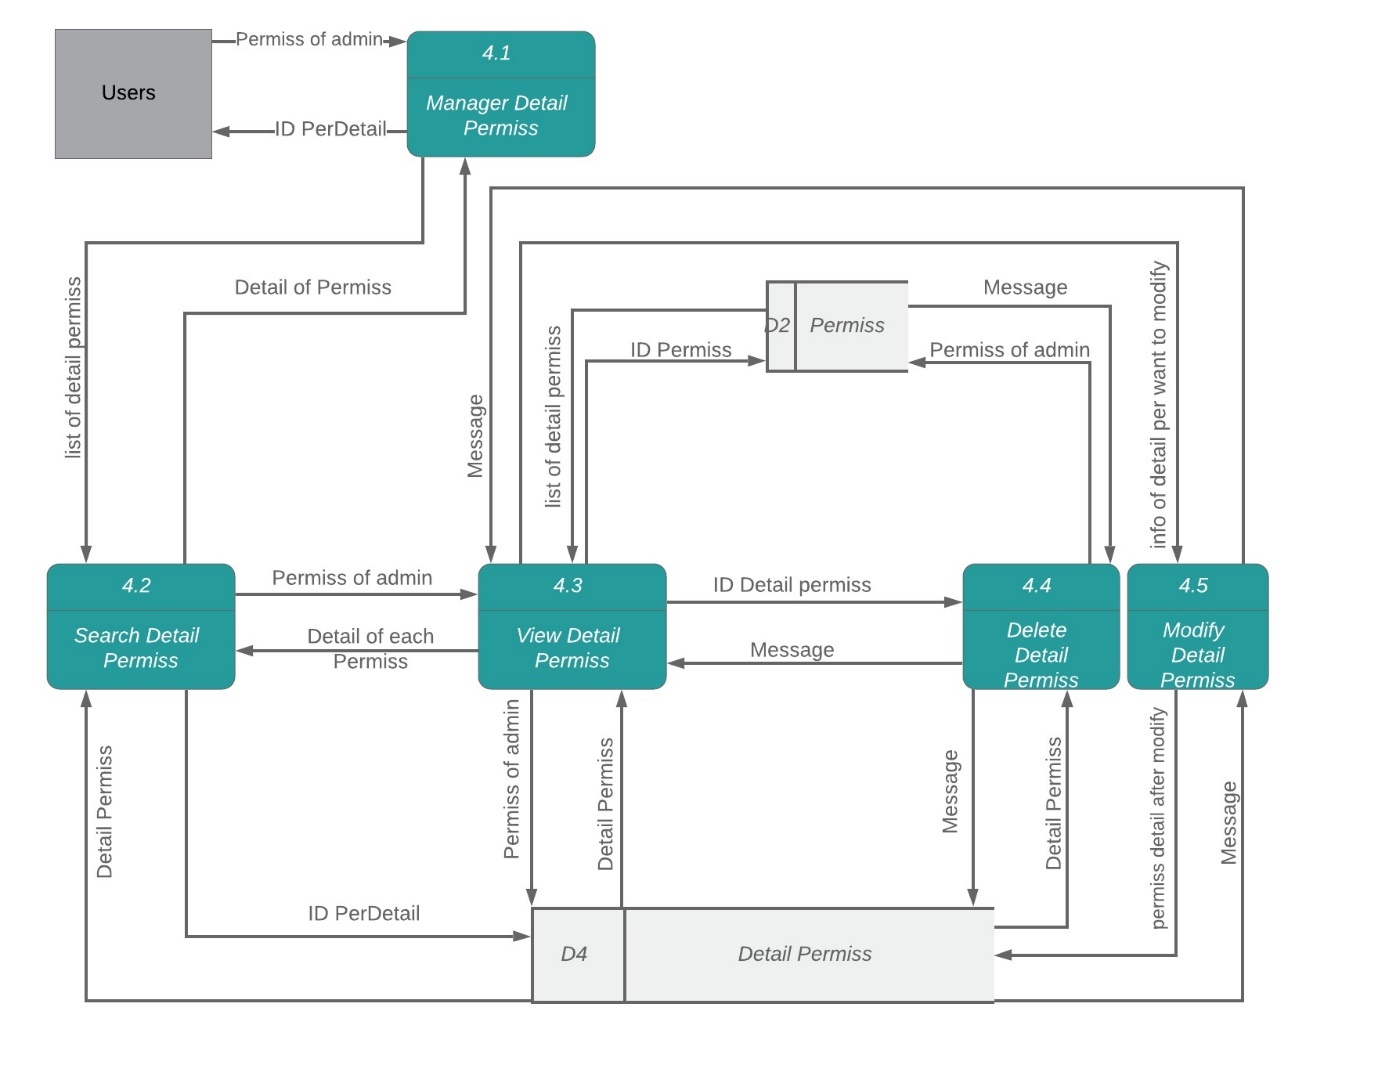 Users
Permiss of admin
ID PerDetail
4.1
Manager Detail
Permiss
Detail of Permiss
list of detail permiss
Message
list of detail permiss
ID Permiss
D2
Permiss
Message
Permiss of admin
info of detail per want to modify
4.2
Search Detail
Permiss
Permiss of admin
Detail of each
Permiss
4.3
View Detail
Permiss
ID Detail permiss
Message
4.4
Delete
Detail
Permiss
4.5
Modify
Detail
Permiss
Detail Permiss
ID PerDetail
Permiss of admin
Detail Permiss
Message
Detail Permiss
permiss detail after modify
Message
D4
Detail Permiss